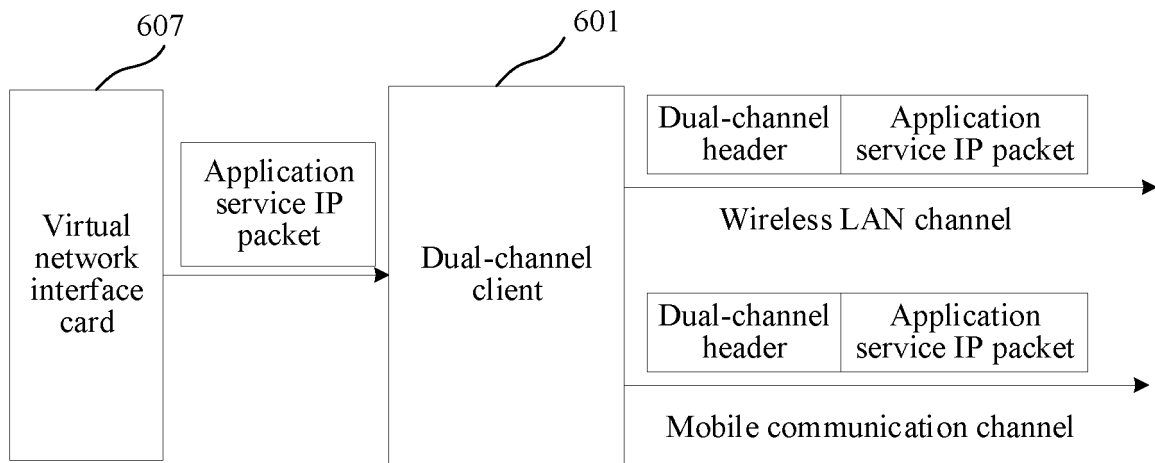 607
601
Virtual
network
interface
card
Application
service IP
packet
Dual-channel
client
Dual-channel
header
Application
service IP packet
Wireless LAN channel
Dual-channel
header
Application
service IP packet
Mobile communication channel